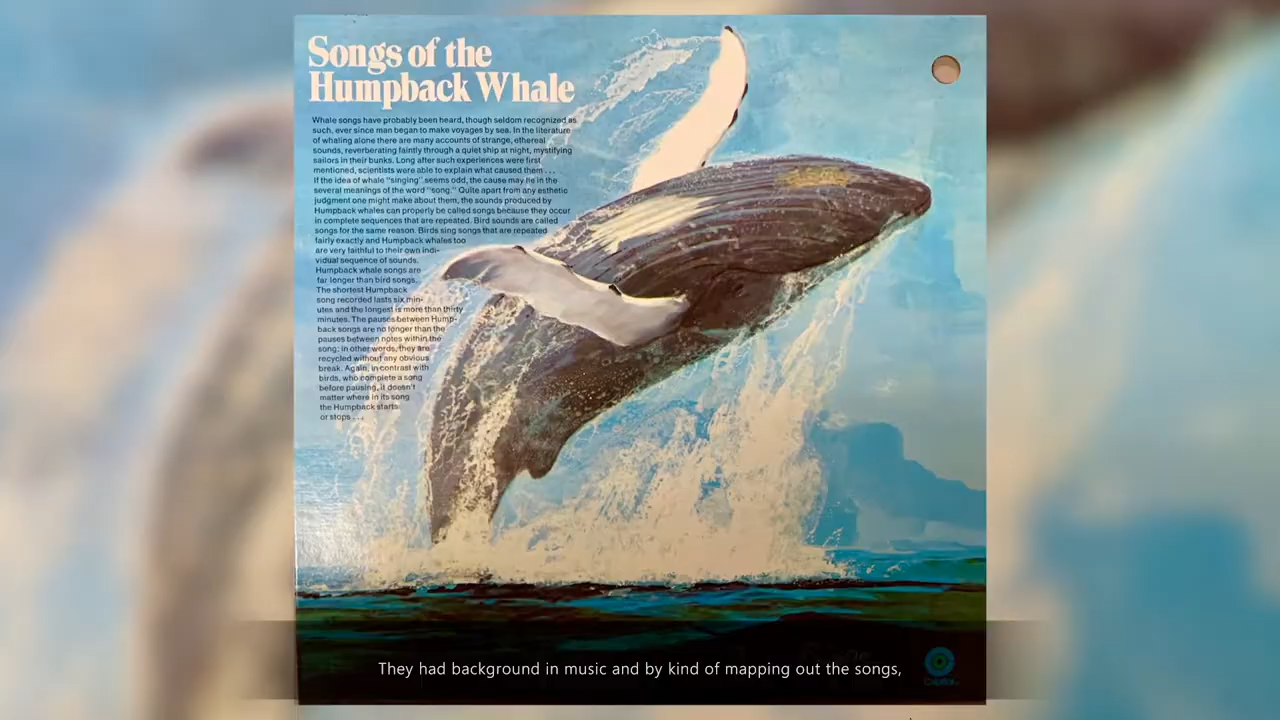 Songs of the
Humpback Whale
Whale songs have probably been heard, though seldom recognized as
such, ever since man began to make voyages by sea. In the literature
of whaling alone there are many accounts of strange, ethereal
sounds, reverberating faintly through a quiet ship at night, mystifying
sailors in their bunks. Long after such experiences were first
mentioned, scientists were able to explain what caused them . . .
If the idea of whale "singing" seems odd, the cause may lie in the
several meanings of the word "song." Quite apart from any esthetic
judgment one might make about them, the sounds produced by
Humpback whales can properly be called songs because they occur
in complete sequences that are repeated. Bird sounds are called
songs for the same reason. Birds sing songs that are repeated
fairly exactly and Humpback whales too
are very faithful to their own indi-
vidual sequence of sounds.
Humpback whale songs are
far longer than bird songs.
The shortest Humpback
song recorded lasts six min-
utes and the longest is more than thirty
minutes. The pauses between Hump-
back songs are no longer than the
pauses between notes within the
song; in other words, they are
recycled without any obvious
break. Again, in contrast with
birds, who complete a song
before pausing, it doesn't
matter where in its song
the Humpback starts
or stops . . .
Capitol
They had background in music and by kind of mapping out the songs,